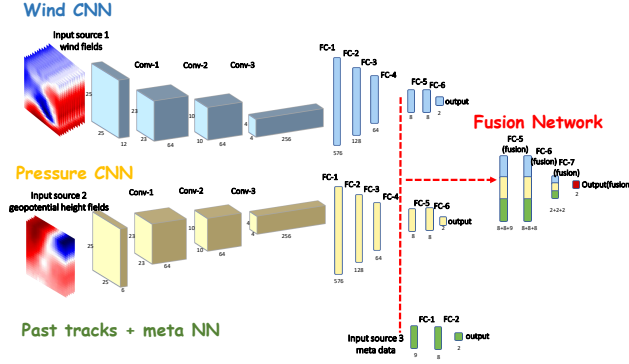 Wind CNN
Input source 1
wind fields
Conv-1
Conv-2
Conv-3
FC-1
FC-2
FC-3
FC-4
FC-5
FC-6
output
25
25
12
23
23
64
10
10
64
4
4
256
576
128
64
8
8
2
Fusion Network
FC-5
(fusion)
FC-6
(fusion)
FC-7
(fusion)
Output(fusion
8+8+9
8+8+8
2+2+2
2
Pressure CNN
Input source 2
geopotential height fields
Conv-1
Conv-2
Conv-3
FC-1
FC-2
FC-3
FC-4
FC-5
FC-6
output
25
25
6
23
23
64
10
10
64
4
4
256
576
128
64
8
8
2
Past tracks + meta NN
Input source 3
meta data
FC-1
FC-2
output
9
8
2